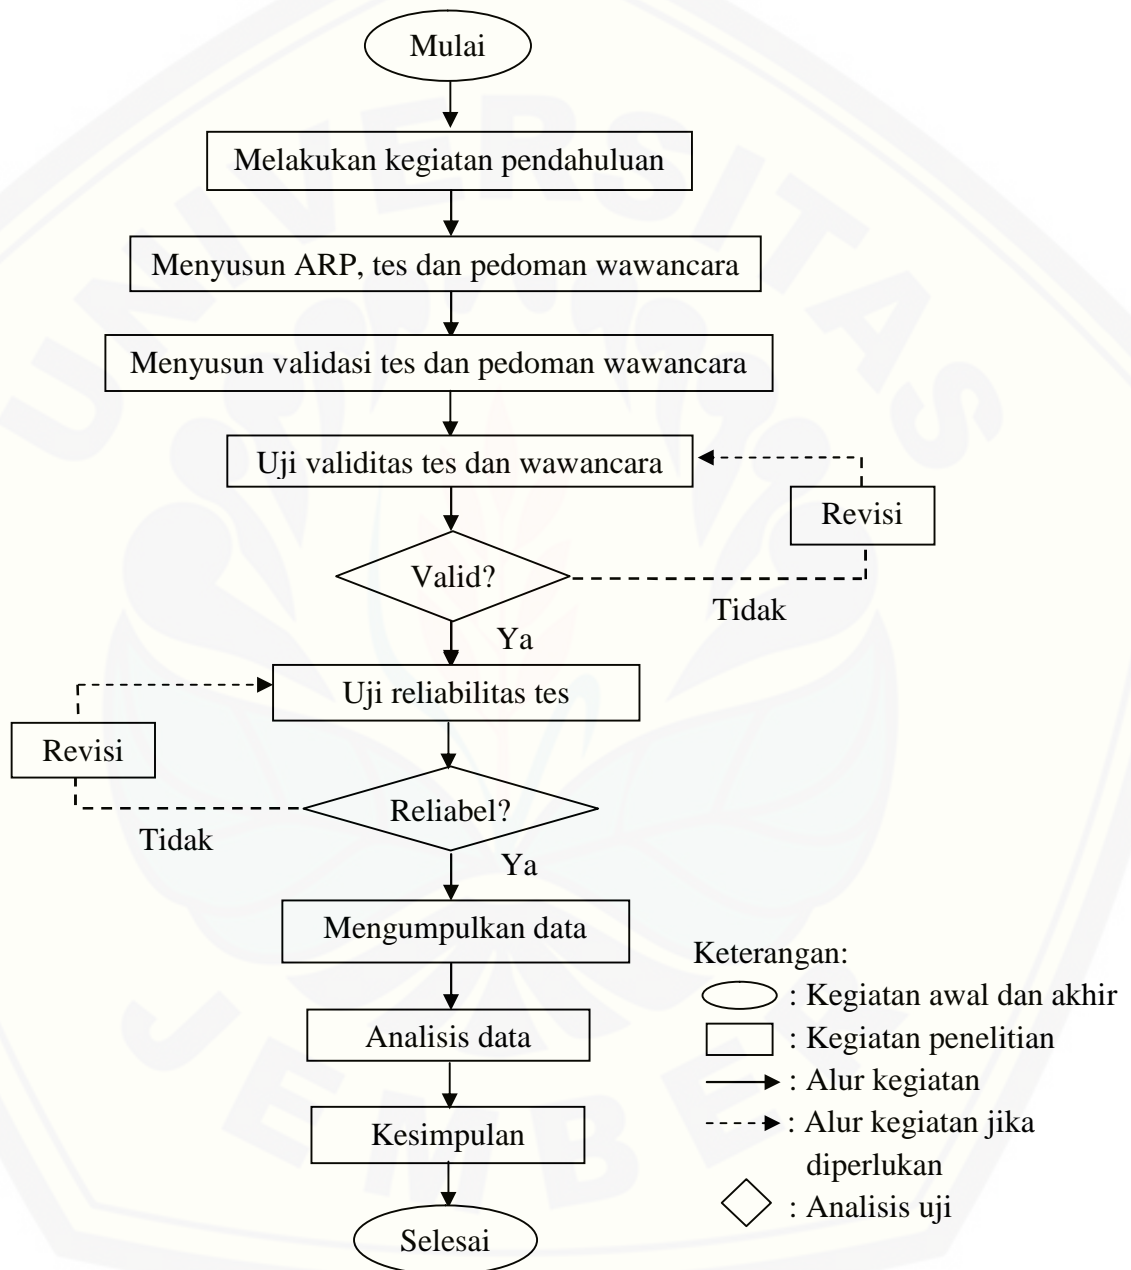 Mulai
Melakukan kegiatan pendahuluan
Menyusun ARP, tes dan pedoman wawancara
Menyusun validasi tes dan pedoman wawancara
Uji validitas tes dan wawancara
Revisi
Valid?
Tidak
Ya
Uji reliabilitas tes
Revisi
Reliabel?
Tidak
Ya
Mengumpulkan data
Analisis data
Kesimpulan
Selesai
Keterangan:
: Kegiatan awal dan akhir
: Kegiatan penelitian
: Alur kegiatan
: Alur kegiatan jika
diperlukan
: Analisis uji
UNIVERSITAS
JEMBER